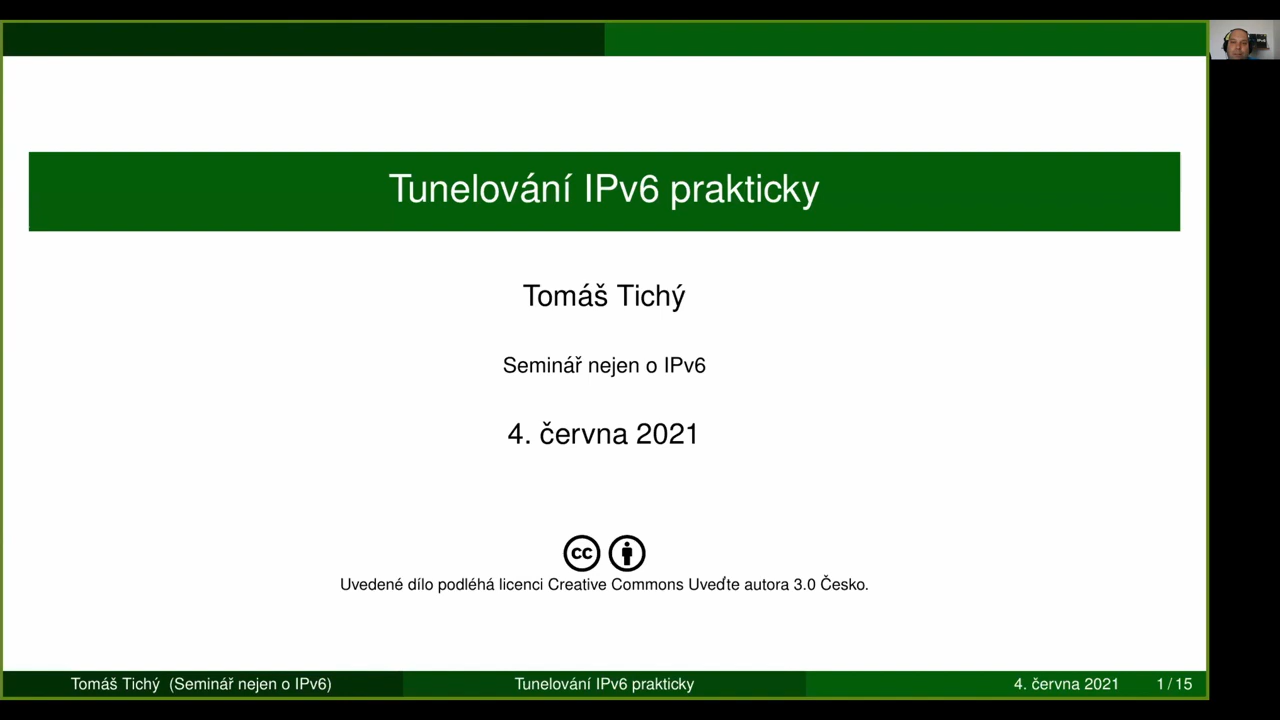 Tunelování IPv6 prakticky
Tomáš Tichý
Seminář nejen o IPv6
4. června 2021
cc
Uvedené dílo podléhá licenci Creative Commons Uveďte autora 3.0 Česko.
Tomáš Tichý (Seminář nejen o IPv6) Tunelování IPv6 prakticky 4. června 2021 1 / 15